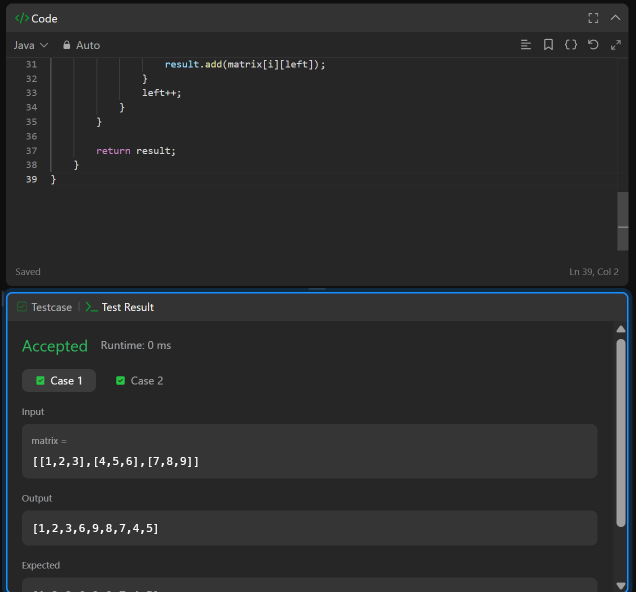 </> Code
Java Auto
31 result.add(matrix[i][left]);
32 }
33 left++;
34 }
35 }
36
37 return result;
38 }
39 }
Saved Ln 39, Col 2
Testcase | >_ Test Result
Accepted Runtime: 0 ms
Case 1 Case 2
Input
matrix =
[[1,2,3],[4,5,6],[7,8,9]]
Output
[1,2,3,6,9,8,7,4,5]
Expected